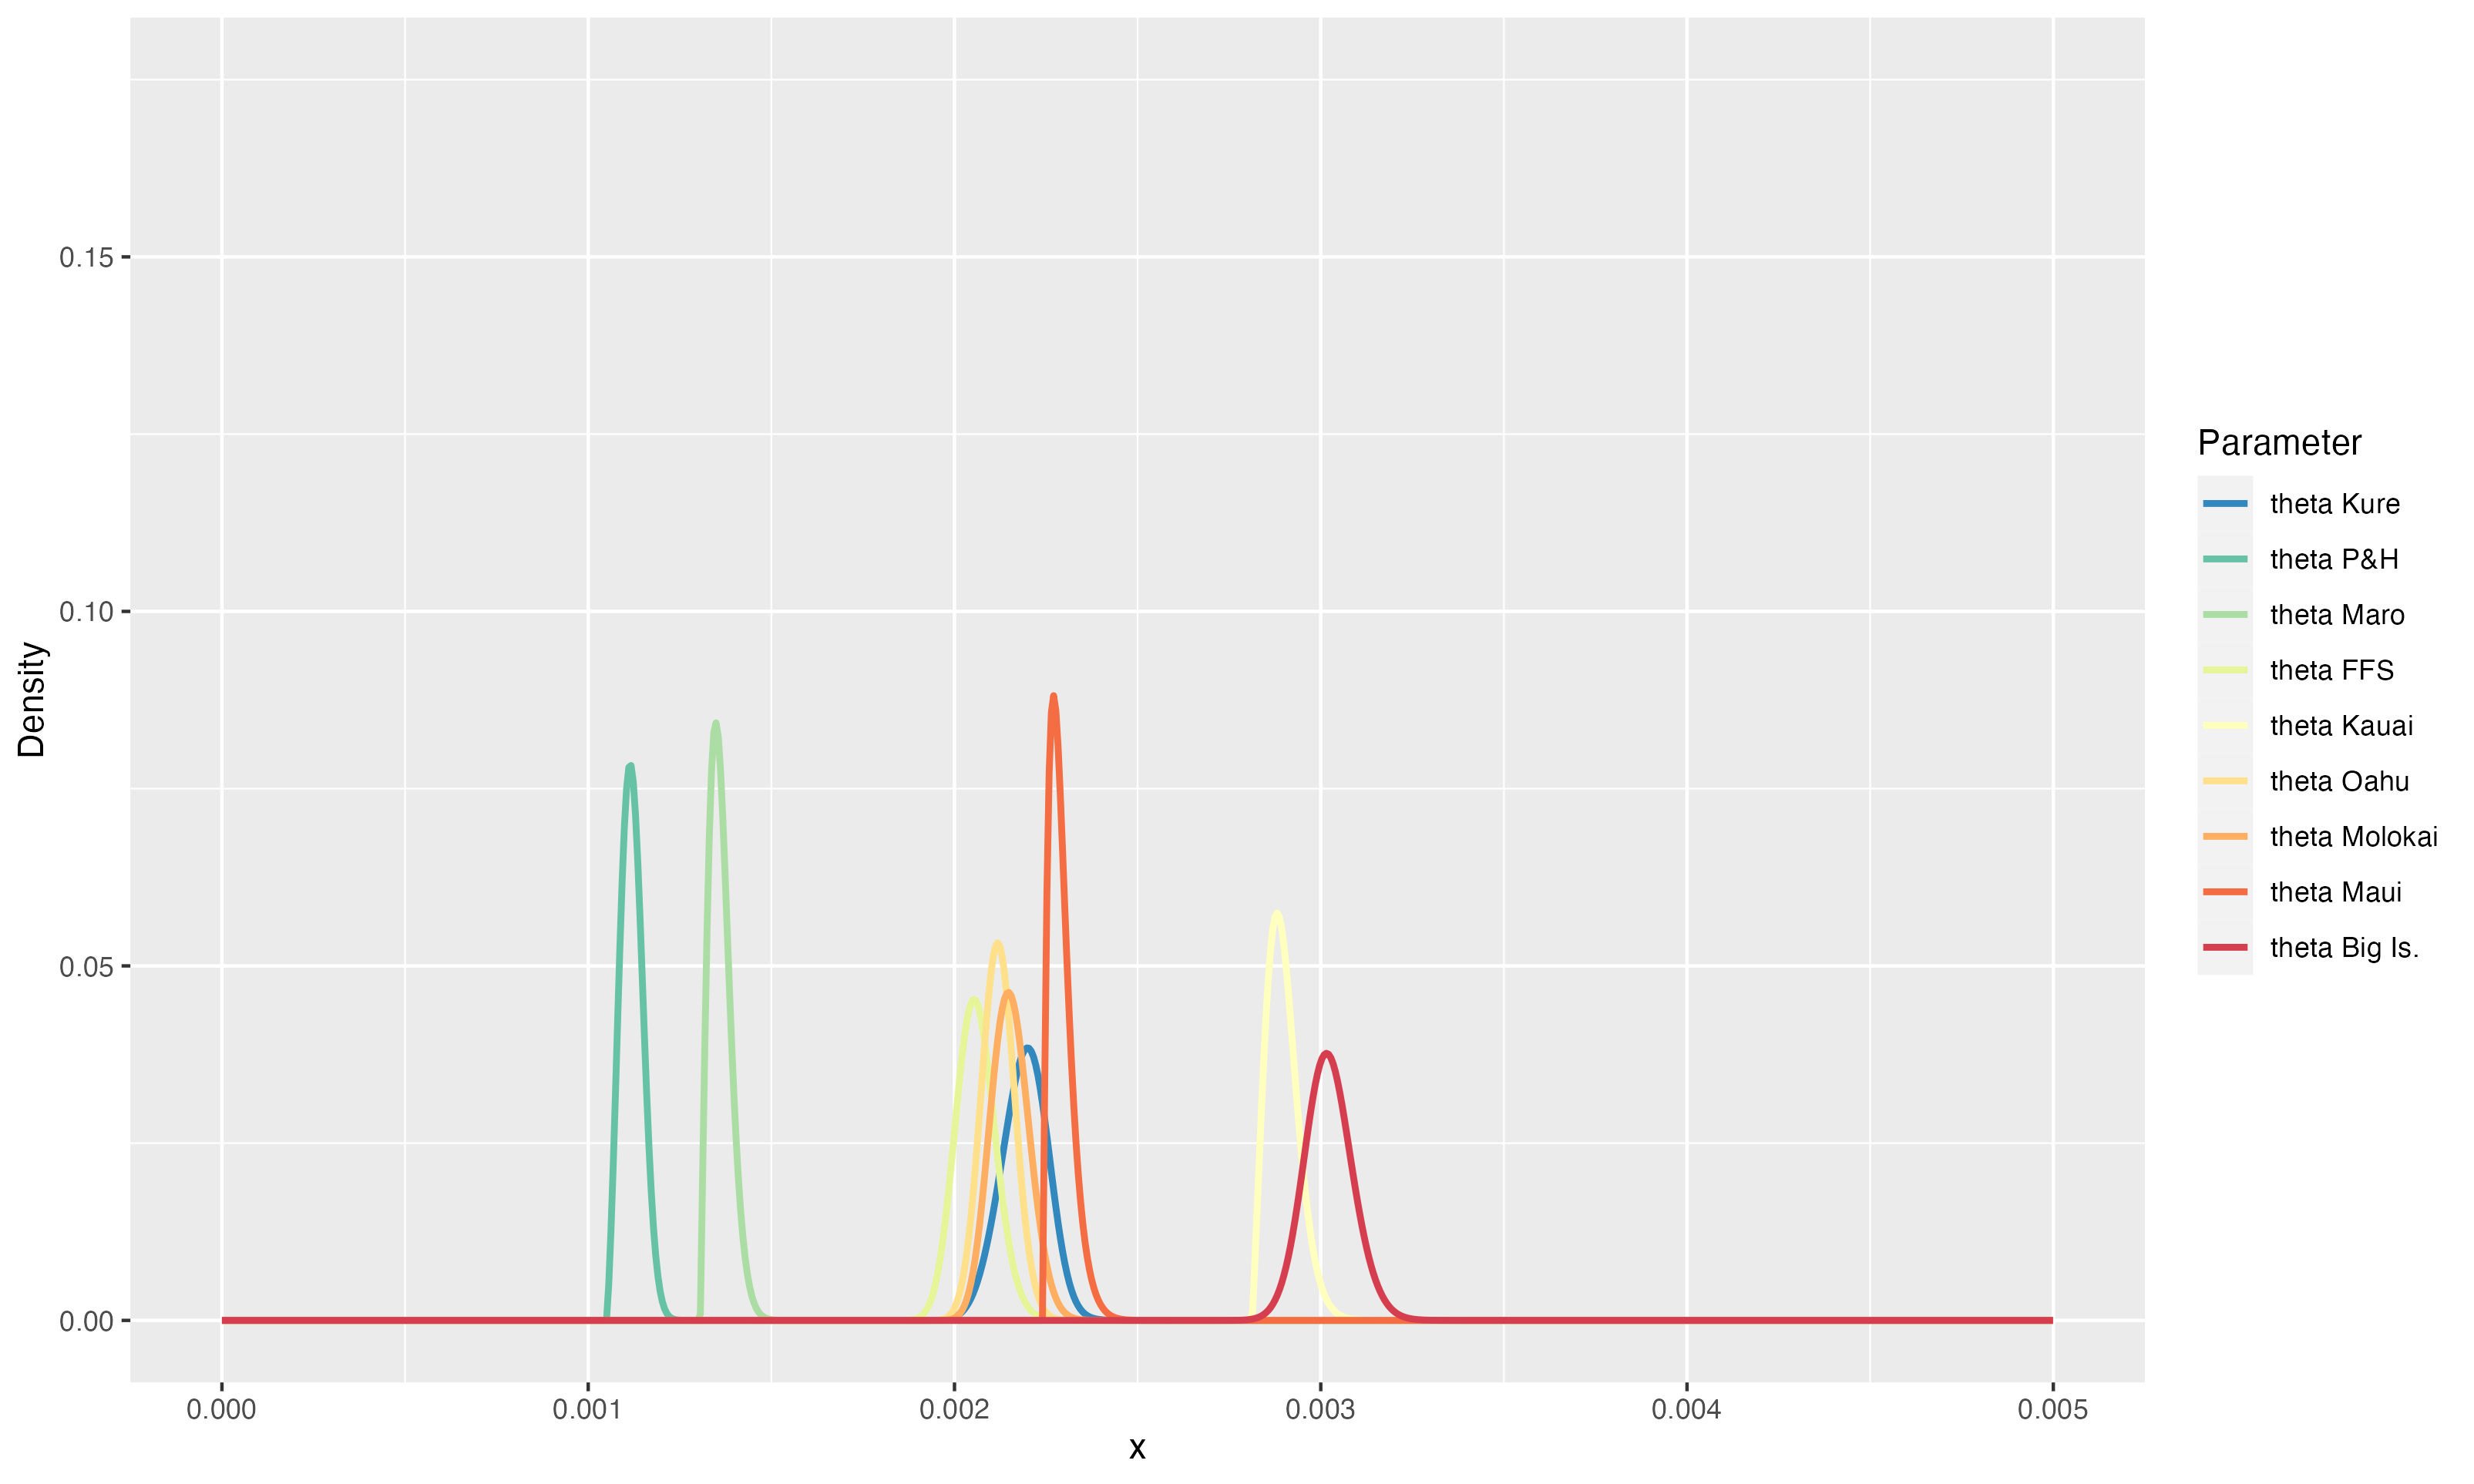 0.15
0.10
0.05
0.00
Density
0.000
0.001
0.002
0.003
0.004
0.005
x
Parameter
theta Kure
theta P&H
theta Maro
theta FFS
theta Kauai
theta Oahu
theta Molokai
theta Maui
theta Big Is.